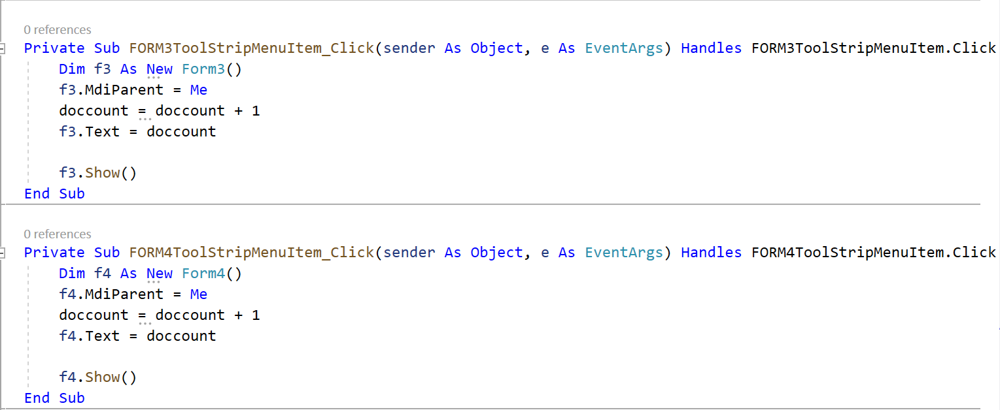 0 references
Private Sub FORM3ToolStripMenuItem_Click(sender As Object, e As EventArgs) Handles FORM3ToolStripMenuItem.Click
    Dim f3 As New Form3()
    f3.MdiParent = Me
    doccount = doccount + 1
    f3.Text = doccount

    f3.Show()
End Sub

0 references
Private Sub FORM4ToolStripMenuItem_Click(sender As Object, e As EventArgs) Handles FORM4ToolStripMenuItem.Click
    Dim f4 As New Form4()
    f4.MdiParent = Me
    doccount = doccount + 1
    f4.Text = doccount

    f4.Show()
End Sub